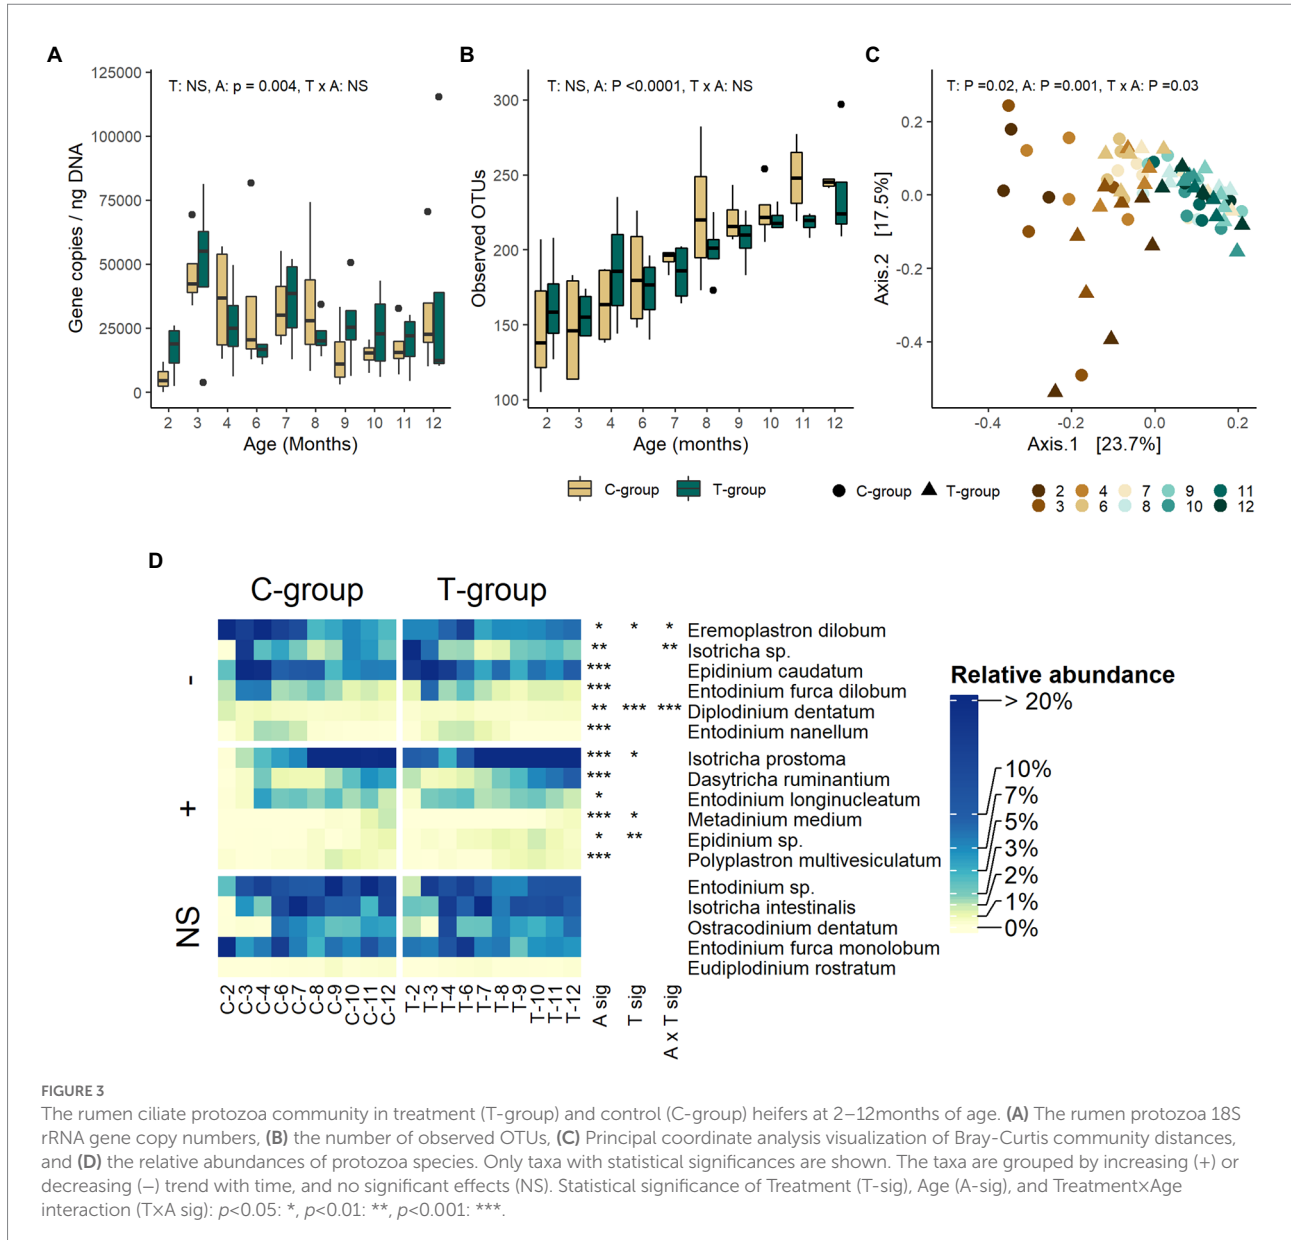 A
B
C
T: NS, A: p = 0.004, T x A: NS
T: NS, A: P <0.0001, T x A: NS
T: P =0.02, A: P =0.001, T x A: P =0.03
Gene copies / ng DNA
125000
100000
75000
50000
25000
0
2 3 4 6 7 8 9 10 11 12
Age (Months)
Observed OTUs
300
250
200
150
100
2 3 4 6 7 8 9 10 11 12
Age (months)
Axis.2 [17.5%]
0.2
0.0
-0.2
-0.4
-0.4 -0.2 0.0 0.2
Axis.1 [23.7%]
C-group T-group
C-group T-group
2 4 7 9 11
3 6 8 10 12
D
C-group T-group
-
* * * Eremoplastron dilobum
** ** Isotricha sp.
*** Epidinium caudatum
*** Entodinium furca dilobum
** *** *** Diplodinium dentatum
*** Entodinium nanellum
+
*** * Isotricha prostoma
*** Dasytricha ruminantium
* Entodinium longinucleatum
*** * Metadinium medium
* ** Epidinium sp.
*** Polyplastron multivesiculatum
NS
Entodinium sp.
Isotricha intestinalis
Ostracodinium dentatum
Entodinium furca monolobum
Eudiplodinium rostratum
C-2 C-3 C-4 C-6 C-7 C-8 C-9 C-10 C-11 C-12 T-2 T-3 T-4 T-6 T-7 T-8 T-9 T-10 T-11 T-12 A sig T sig A x T sig
Relative abundance
> 20%
10%
7%
5%
3%
2%
1%
0%
FIGURE 3
The rumen ciliate protozoa community in treatment (T-group) and control (C-group) heifers at 2–12months of age. (A) The rumen protozoa 18S
rRNA gene copy numbers, (B) the number of observed OTUs, (C) Principal coordinate analysis visualization of Bray-Curtis community distances,
and (D) the relative abundances of protozoa species. Only taxa with statistical significances are shown. The taxa are grouped by increasing (+) or
decreasing (−) trend with time, and no significant effects (NS). Statistical significance of Treatment (T-sig), Age (A-sig), and Treatment×Age
interaction (T×A sig): p<0.05: *, p<0.01: **, p<0.001: ***.